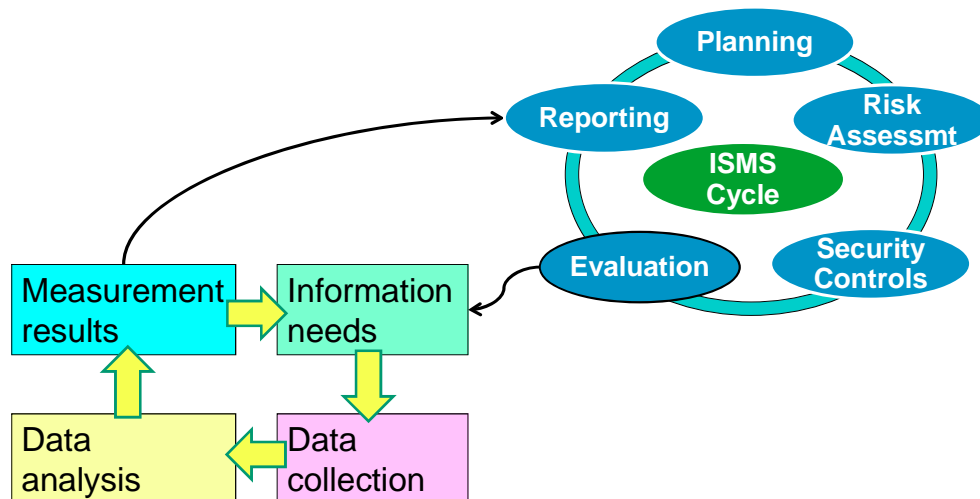 Planning
Reporting
Risk
Assessmt
ISMS
Cycle
Evaluation
Security
Controls
Measurement
results
Information
needs
Data
analysis
Data
collection